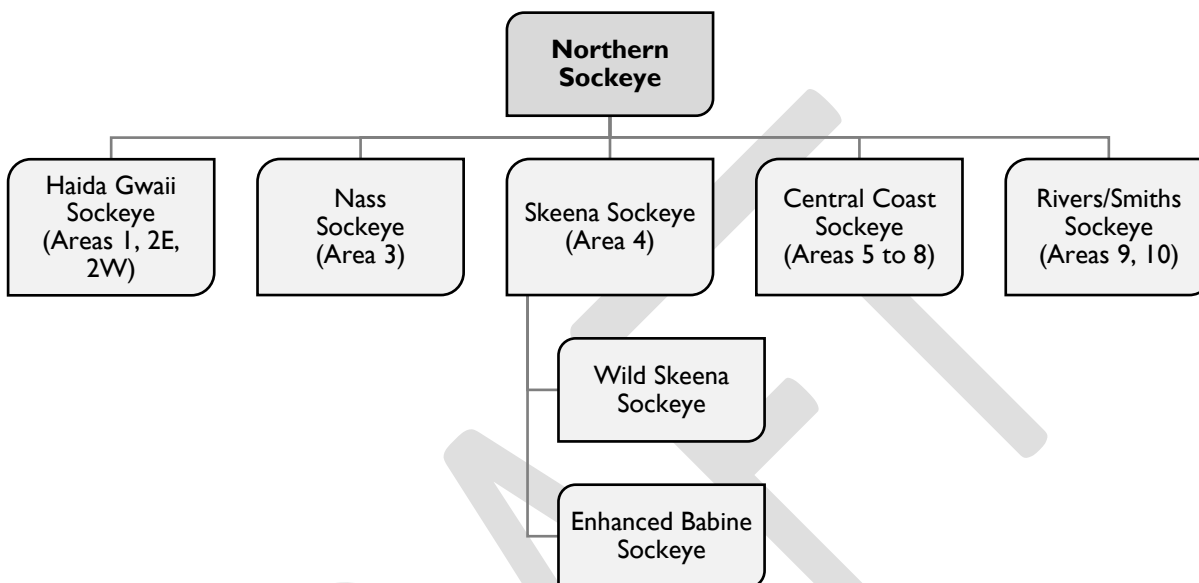 Northern
Sockeye
Haida Gwaii
Sockeye
(Areas 1, 2E,
2W)
Nass
Sockeye
(Area 3)
Skeena Sockeye
(Area 4)
Central Coast
Sockeye
(Areas 5 to 8)
Rivers/Smiths
Sockeye
(Areas 9, 10)
Wild Skeena
Sockeye
Enhanced Babine
Sockeye